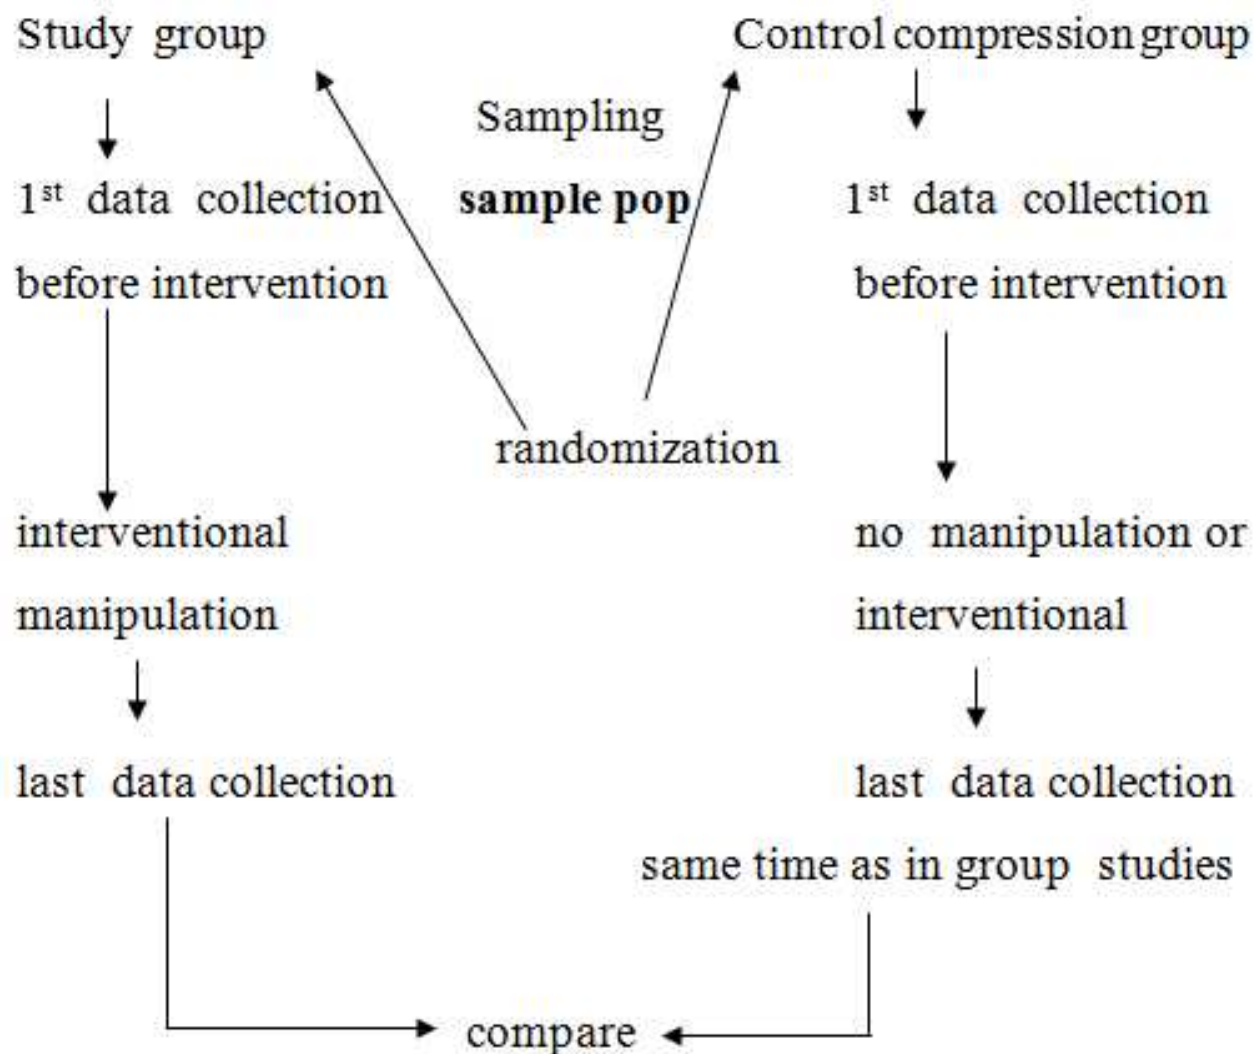 Study group
Control compression group
Sampling
1st data collection
sample pop
1st data collection
before intervention
before intervention
randomization
interventional
no manipulation or
manipulation
interventional
last data collection
last data collection
same time as in group studies
compare